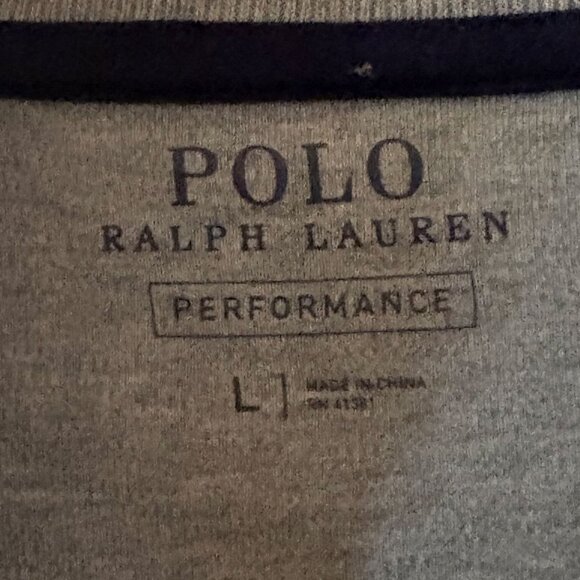 POLO
RALPH LAUREN
PERFORMANCE
L
MADE IN CHINA
RN 41381